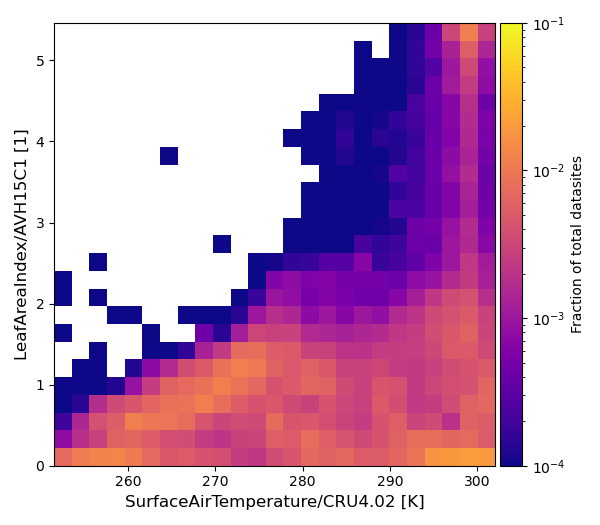 5
4
3
2
1
0
LeafAreaIndex/AVH15C1 [1]
260 270 280 290 300
SurfaceAirTemperature/CRU4.02 [K]
10⁻¹
10⁻²
10⁻³
10⁻⁴
Fraction of total datasites